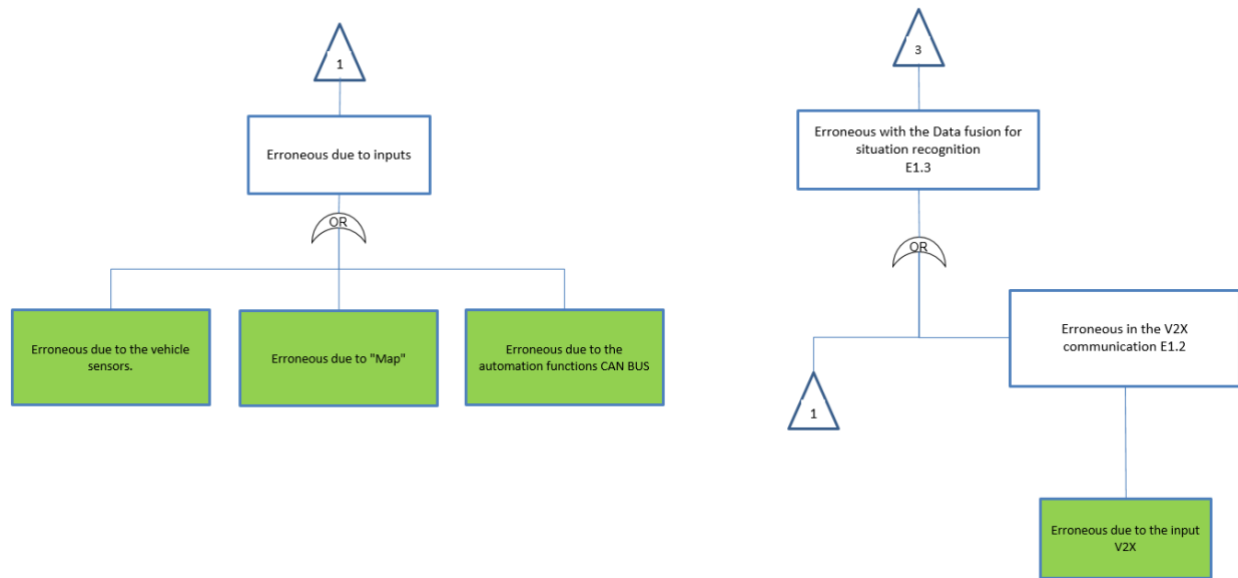 1
Erroneous due to inputs
OR
Erroneous due to the vehicle
sensors.
Erroneous due to "Map"
Erroneous due to the
automation functions CAN BUS
3
Erroneous with the Data fusion for
situation recognition
E1.3
OR
1
Erroneous in the V2X
communication E1.2
Erroneous due to the input
V2X